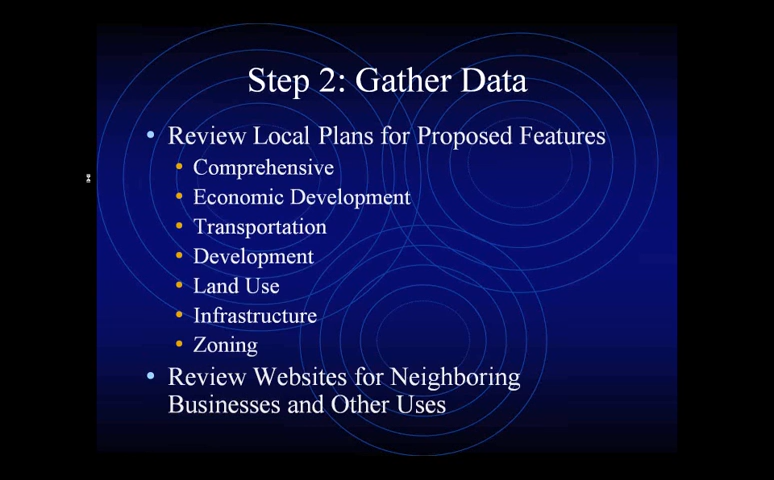 Step 2: Gather Data
• Review Local Plans for Proposed Features
• Comprehensive
• Economic Development
• Transportation
• Development
• Land Use
• Infrastructure
• Zoning
• Review Websites for Neighboring
Businesses and Other Uses